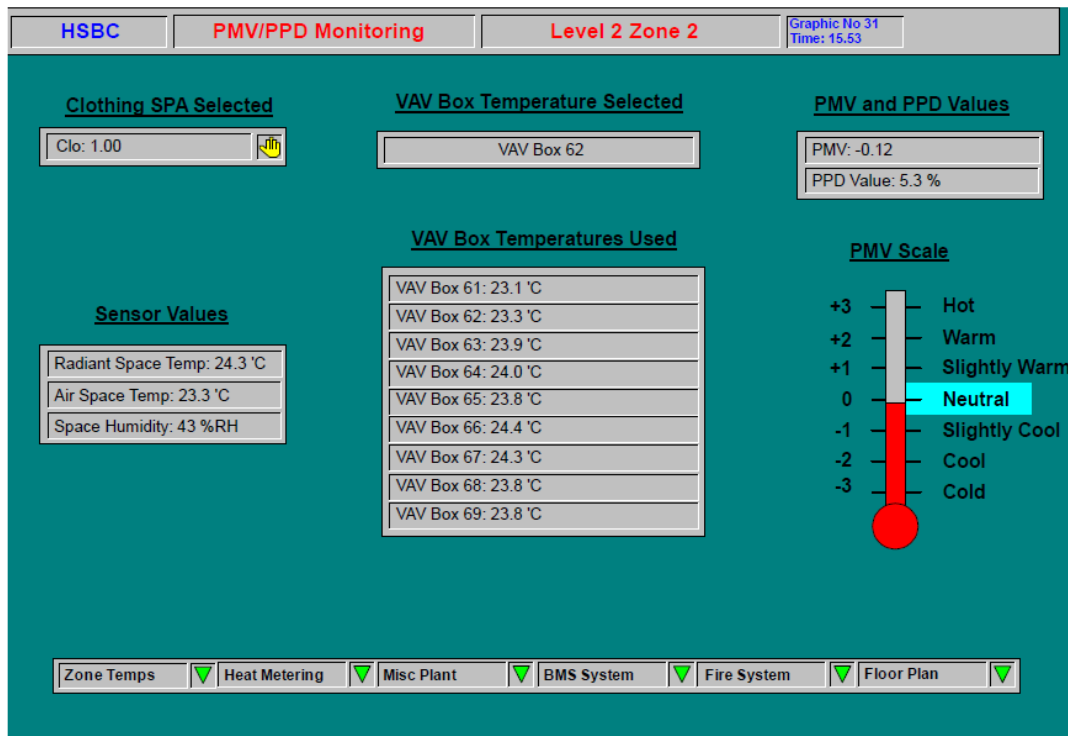 HSBC
PMV/PPD Monitoring
Level 2 Zone 2
Graphic No 31
Time: 15.53
Clothing SPA Selected
Clo: 1.00
VAV Box Temperature Selected
VAV Box 62
PMV and PPD Values
PMV: -0.12
PPD Value: 5.3 %
Sensor Values
Radiant Space Temp: 24.3 'C
Air Space Temp: 23.3 'C
Space Humidity: 43 %RH
VAV Box Temperatures Used
VAV Box 61: 23.1 'C
VAV Box 62: 23.3 'C
VAV Box 63: 23.9 'C
VAV Box 64: 24.0 'C
VAV Box 65: 23.8 'C
VAV Box 66: 24.4 'C
VAV Box 67: 24.3 'C
VAV Box 68: 23.8 'C
VAV Box 69: 23.8 'C
PMV Scale
+3 Hot
+2 Warm
+1 Slightly Warm
0 Neutral
-1 Slightly Cool
-2 Cool
-3 Cold
Zone Temps
Heat Metering
Misc Plant
BMS System
Fire System
Floor Plan